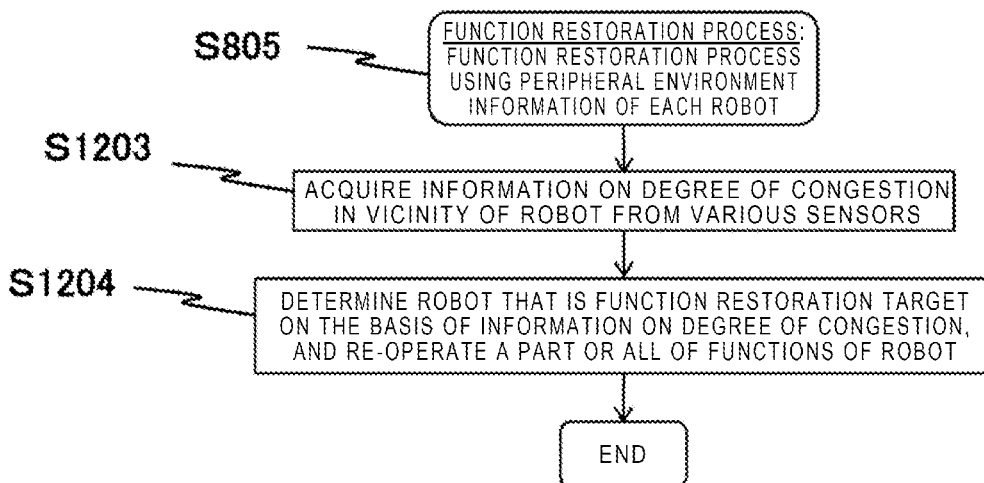 S805
FUNCTION RESTORATION PROCESS:
FUNCTION RESTORATION PROCESS
USING PERIPHERAL ENVIRONMENT
INFORMATION OF EACH ROBOT
S1203
ACQUIRE INFORMATION ON DEGREE OF CONGESTION
IN VICINITY OF ROBOT FROM VARIOUS SENSORS
S1204
DETERMINE ROBOT THAT IS FUNCTION RESTORATION TARGET
ON THE BASIS OF INFORMATION ON DEGREE OF CONGESTION,
AND RE-OPERATE A PART OR ALL OF FUNCTIONS OF ROBOT
END